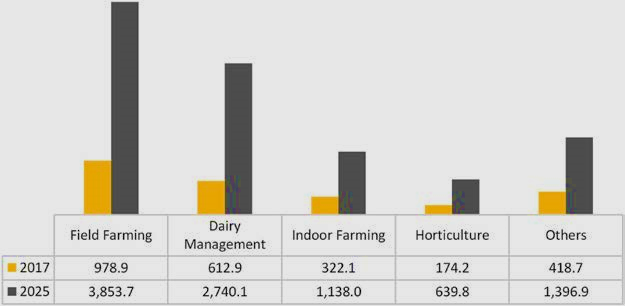 Field Farming Dairy Management Indoor Farming Horticulture Others
2017 978.9 612.9 322.1 174.2 418.7
2025 3,853.7 2,740.1 1,138.0 639.8 1,396.9